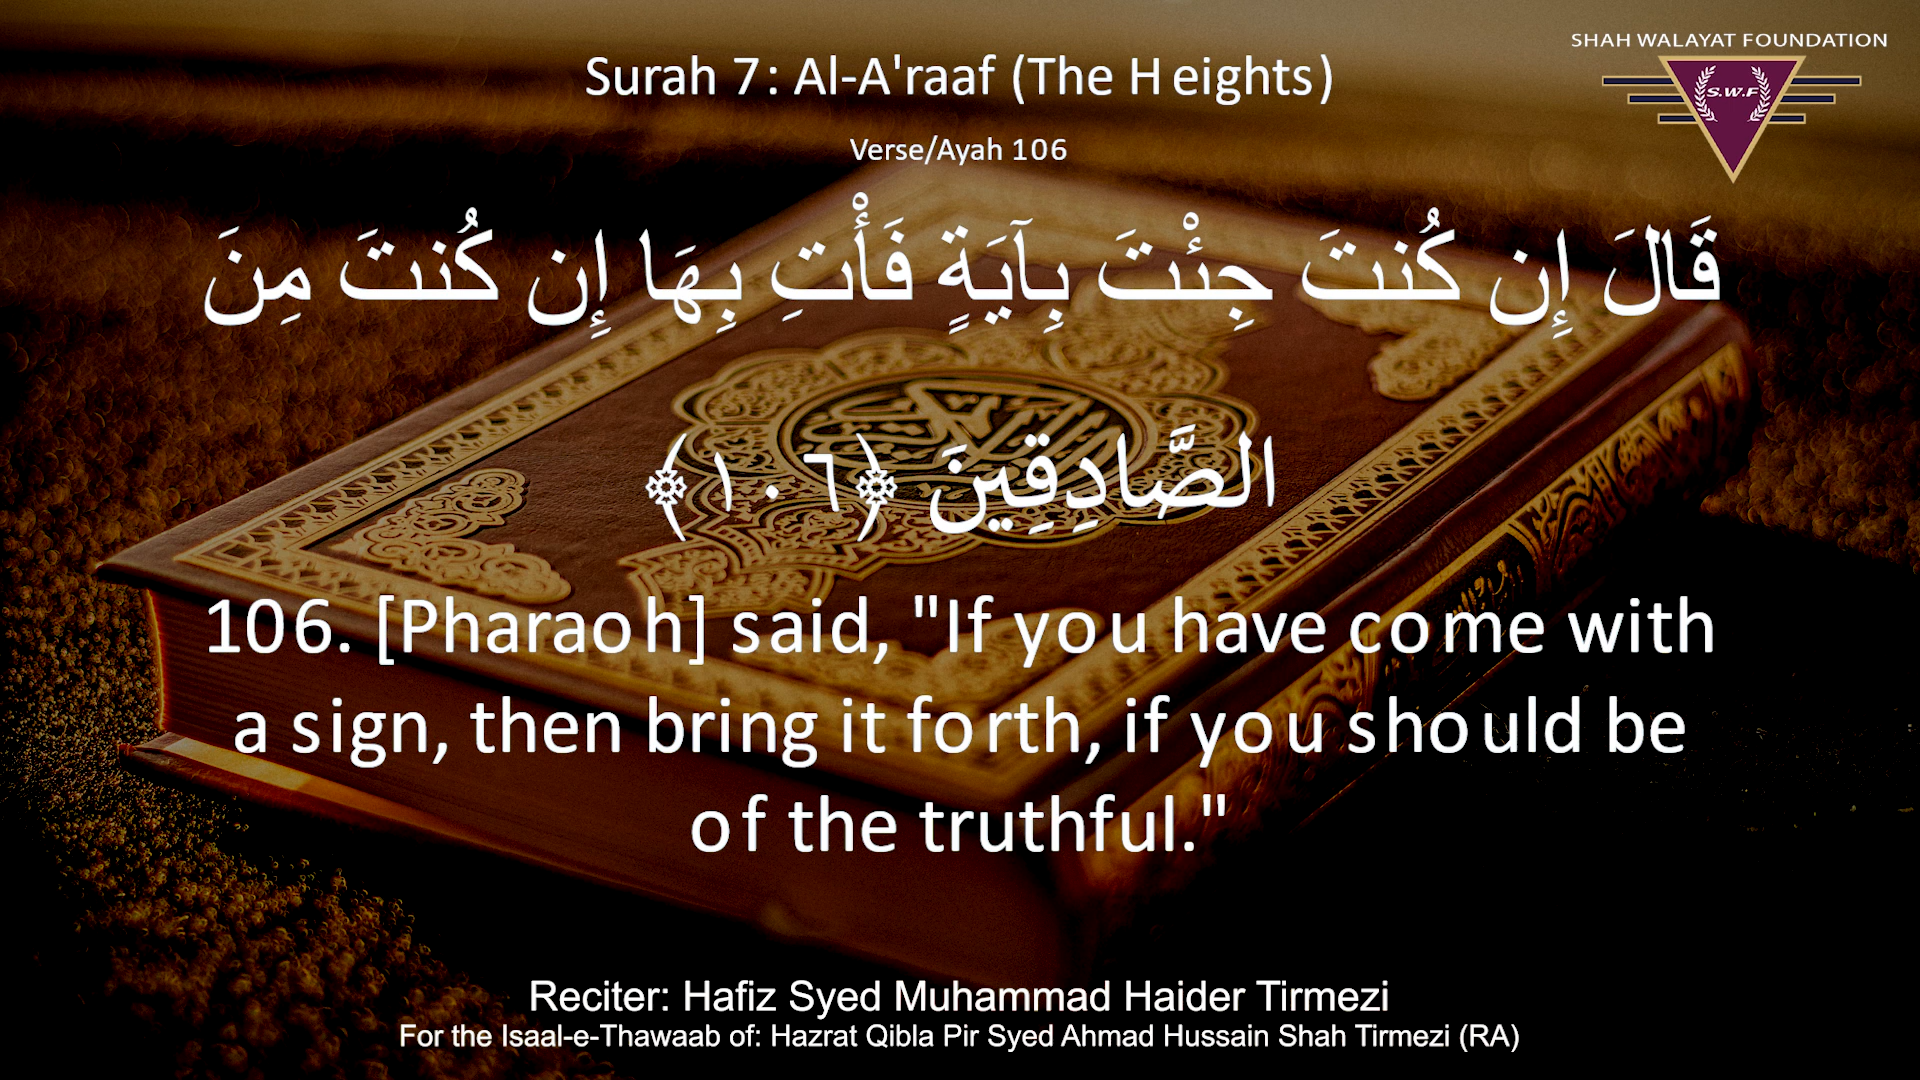 SHAH WALAYAT FOUNDATION
S.W.F
Surah 7: Al-A'raaf (The Heights)
Verse/Ayah 106
قَالَ إِن كُنتَ جِئْتَ بِآيَةٍ فَأْتِ بِهَا إِن كُنتَ مِنَ
الصَّادِقِينَ ﴿١٠٦﴾
106. [Pharaoh] said, "If you have come with
a sign, then bring it forth, if you should be
of the truthful."
Reciter: Hafiz Syed Muhammad Haider Tirmezi
For the Isaal-e-Thawaab of: Hazrat Qibla Pir Syed Ahmad Hussain Shah Tirmezi (RA)